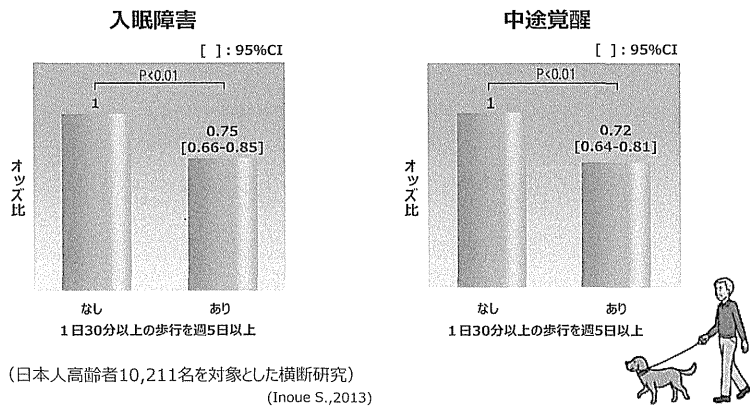 入眠障害
[ ]：95%CI
P<0.01
1
0.75
[0.66-0.85]
オッズ比
なし
あり
１日30分以上の歩行を週5日以上
中途覚醒
[ ]：95%CI
P<0.01
1
0.72
[0.64-0.81]
オッズ比
なし
あり
１日30分以上の歩行を週5日以上
（日本人高齢者10,211名を対象とした横断研究）
(Inoue S.,2013)